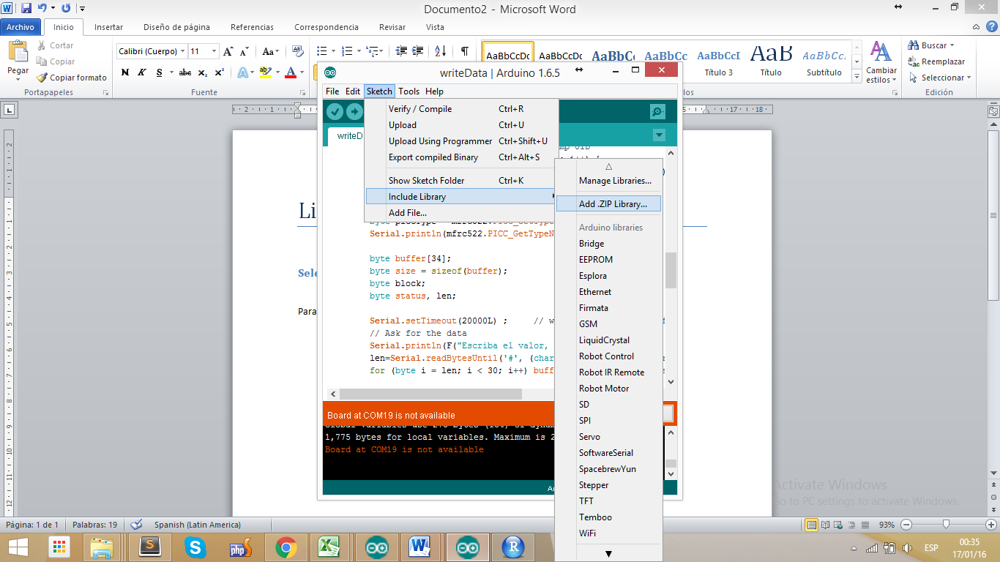 Documento2 - Microsoft Word
Archivo Inicio Insertar Diseño de página Referencias Correspondencia Revisar Vista
Pegar
Cortar
Copiar
Copiar formato
Portapapeles
Calibri (Cuerpo) 11
N K S abc x₂ x²
Fuente
AaBbCcDc AaBbCcDc AaBbC AaBbCc AaBbCcI AaB AaBbCc.
Título 3 Título Subtítulo
Cambiar estilos
Buscar
Reemplazar
Seleccionar
Edición
writeData | Arduino 1.6.5
File Edit Sketch Tools Help
Verify / Compile Ctrl+R
Upload Ctrl+U
Upload Using Programmer Ctrl+Shift+U
Export compiled Binary Ctrl+Alt+S
Show Sketch Folder Ctrl+K
Include Library
Add File...
Manage Libraries...
Add .ZIP Library...
Arduino libraries
Bridge
EEPROM
Esplora
Ethernet
Firmata
GSM
LiquidCrystal
Robot Control
Robot IR Remote
Robot Motor
SD
SPI
Servo
SoftwareSerial
SpacebrewYun
Stepper
TFT
Temboo
WiFi
writeD
Li
Sele
Para
Serial.println(mfrc522.PICC_GetTypeN
byte buffer[34];
byte size = sizeof(buffer);
byte block;
byte status, len;
Serial.setTimeout(20000L) ; // w
// Ask for the data
Serial.println(F("Escriba el valor,
len=Serial.readBytesUntil('#', (char
for (byte i = len; i < 30; i++) buff
Board at COM19 is not available
1,775 bytes for local variables. Maximum is 2
Board at COM19 is not available
Activate Windows
Go to PC settings to activate Windows.
Página: 1 de 1 Palabras: 19 Spanish (Latin America) 93%
ESP
00:35
17/01/16